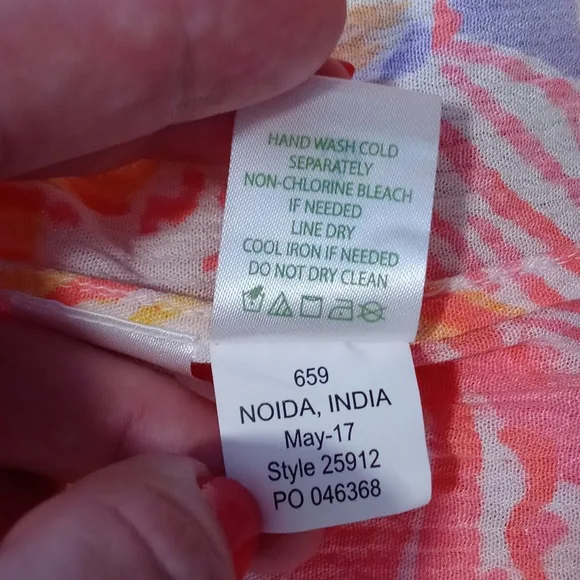 HAND WASH COLD
SEPARATELY
NON-CHLORINE BLEACH
IF NEEDED
LINE DRY
COOL IRON IF NEEDED
DO NOT DRY CLEAN
659
NOIDA, INDIA
May-17
Style 25912
PO 046368